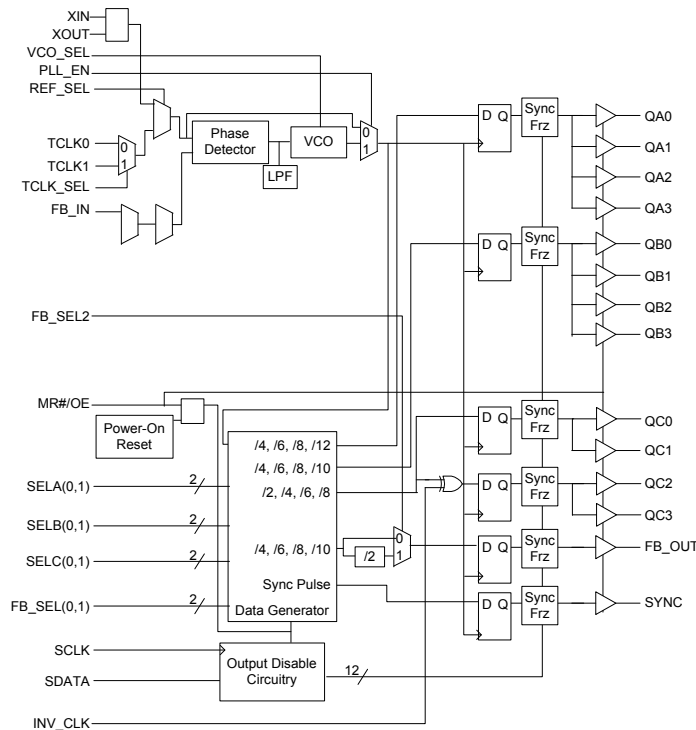 XIN
XOUT
VCO_SEL
PLL_EN
REF_SEL
TCLK0
TCLK1
TCLK_SEL
FB_IN
0
1
Phase
Detector
LPF
VCO
0
1
D Q
Sync
Frz
QA0
QA1
QA2
QA3
D Q
Sync
Frz
QB0
QB1
QB2
QB3
FB_SEL2
MR#/OE
Power-On
Reset
SELA(0,1)
2
SELB(0,1)
2
SELC(0,1)
2
FB_SEL(0,1)
2
/4, /6, /8, /12
/4, /6, /8, /10
/2, /4, /6, /8
/4, /6, /8, /10
/2
0
1
Sync Pulse
Data Generator
D Q
Sync
Frz
QC0
QC1
D Q
Sync
Frz
QC2
QC3
D Q
Sync
Frz
FB_OUT
D Q
Sync
Frz
SYNC
SCLK
SDATA
Output Disable
Circuitry
12
INV_CLK